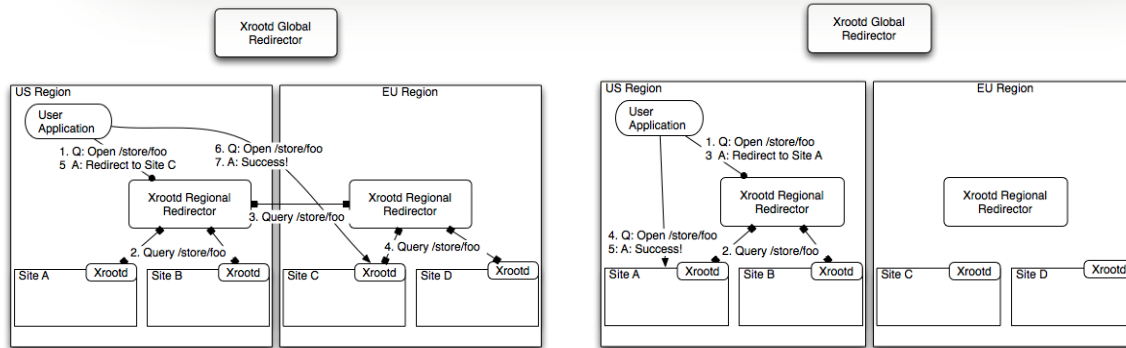 Xrootd Global
Redirector
US Region
EU Region
User
Application
1. Q: Open /store/foo
5 A: Redirect to Site C
6. Q: Open /store/foo
7. A: Success!
Xrootd Regional
Redirector
3. Query /store/foo
Xrootd Regional
Redirector
2. Query /store/foo
4. Query /store/foo
Site A
Xrootd
Site B
Xrootd
Site C
Xrootd
Site D
Xrootd
Xrootd Global
Redirector
US Region
EU Region
User
Application
1. Q: Open /store/foo
3 A: Redirect to Site A
Xrootd Regional
Redirector
Xrootd Regional
Redirector
4. Q: Open /store/foo
5: A: Success!
2. Query /store/foo
Site A
Xrootd
Site B
Xrootd
Site C
Xrootd
Site D
Xrootd